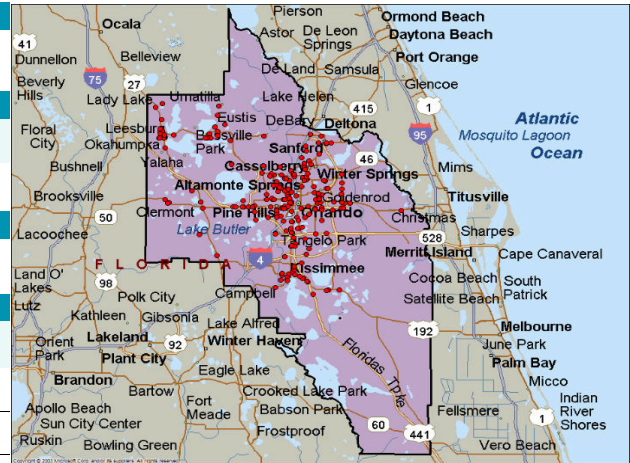 Pierson
Ormond Beach
Ocala
Astor
De Leon
Springs
Daytona Beach
41
Belleview
Port Orange
Dunnellon
75
De Land
Samsula
Beverly
Hills
27
Glencoe
Lady Lake
Umatilla
Lake Helen
415
1
Floral
City
Leesburg
Eustis
DeBary
Deltona
95
Atlantic
Mosquito Lagoon
Ocean
Okahumpka
Park
Sanford
46
Bushnell
Yalaha
Casselberry
Winter Springs
Mims
Altamonte Springs
Brooksville
Goldenrod
Titusville
50
Clermont
Pine Hills
Orlando
Christmas
Lacoochee
Lake Butler
Tangelo Park
528
Sharpes
Merritt Island
Cape Canaveral
FLORIDA
4
Land O'
Lakes
98
Kissimmee
Cocoa Beach
South
Patrick
Lutz
Polk City
Campbell
Satellite Beach
Kathleen
Gibsonia
Lake Alfred
192
Melbourne
Orient
Park
Lakeland
92
Winter Haven
Floridas Tpke
June Park
Plant City
Palm Bay
Brandon
Eagle Lake
Micco
Bartow
Crooked Lake Park
Indian
River
Shores
Apollo Beach
Fort
Meade
Babson Park
Fellsmere
1
Sun City Center
60
Ruskin
Bowling Green
Frostproof
441
Vero Beach